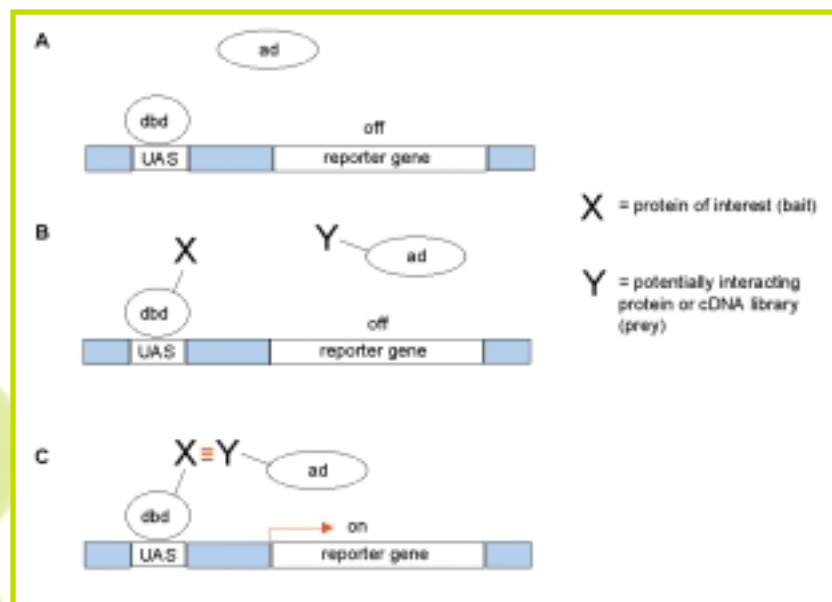 A
ad
dbd
off
UAS
reporter gene
B
X
Y
ad
dbd
off
UAS
reporter gene
X = protein of interest (bait)
Y = potentially interacting
protein or cDNA library
(prey)
C
X≡Y
ad
dbd
on
UAS
reporter gene